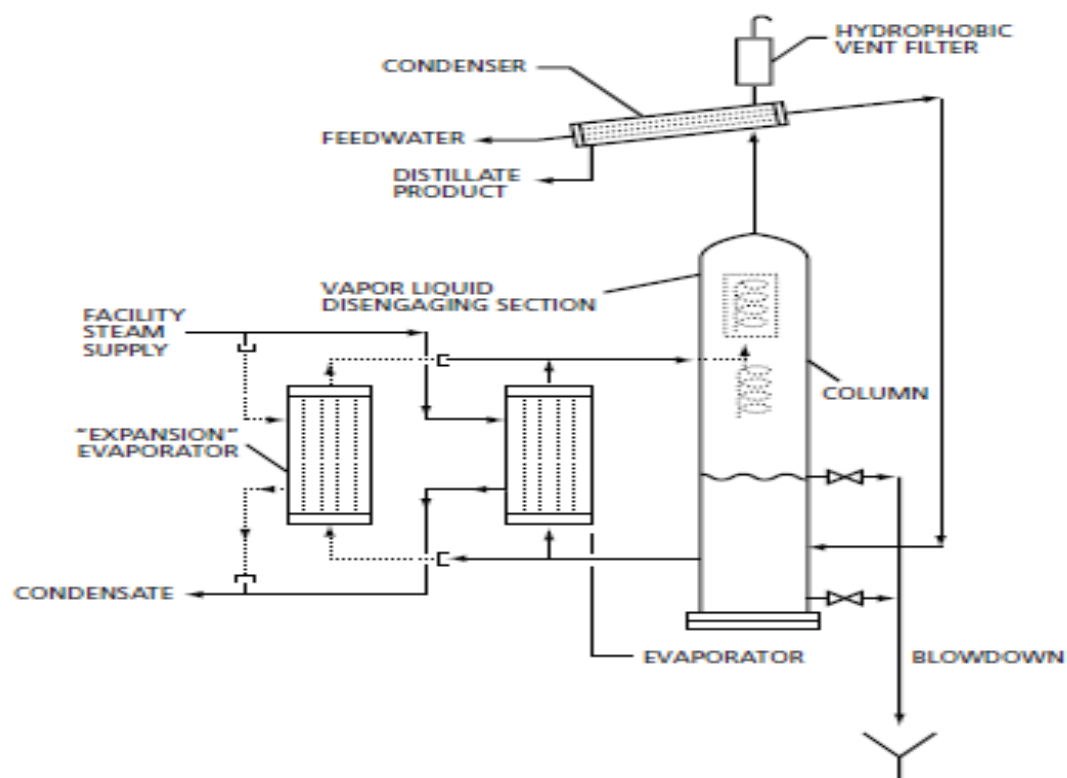 HYDROPHOBIC
VENT FILTER
CONDENSER
FEEDWATER
DISTILLATE
PRODUCT
VAPOR LIQUID
DISENGAGING SECTION
FACILITY
STEAM
SUPPLY
COLUMN
"EXPANSION"
EVAPORATOR
CONDENSATE
EVAPORATOR
BLOWDOWN